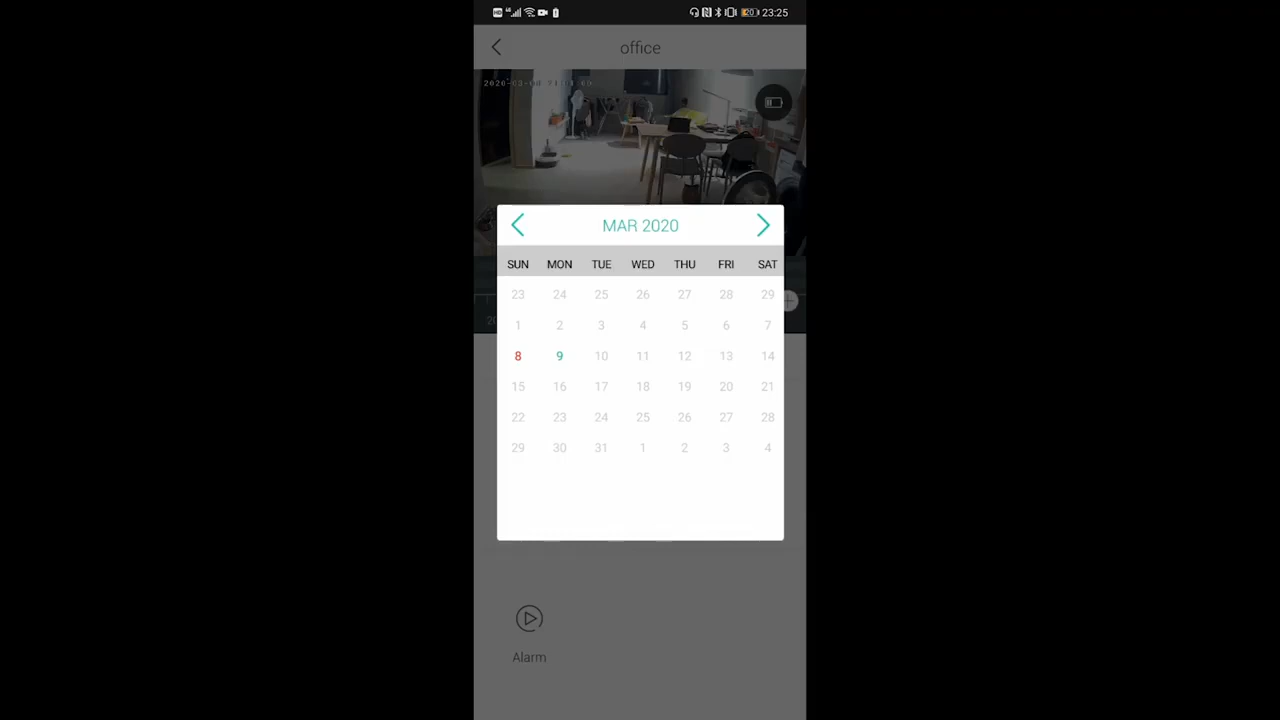 23:25
office
MAR 2020
SUN MON TUE WED THU FRI SAT
23 24 25 26 27 28 29
1 2 3 4 5 6 7
8 9 10 11 12 13 14
15 16 17 18 19 20 21
22 23 24 25 26 27 28
29 30 31 1 2 3 4
Alarm